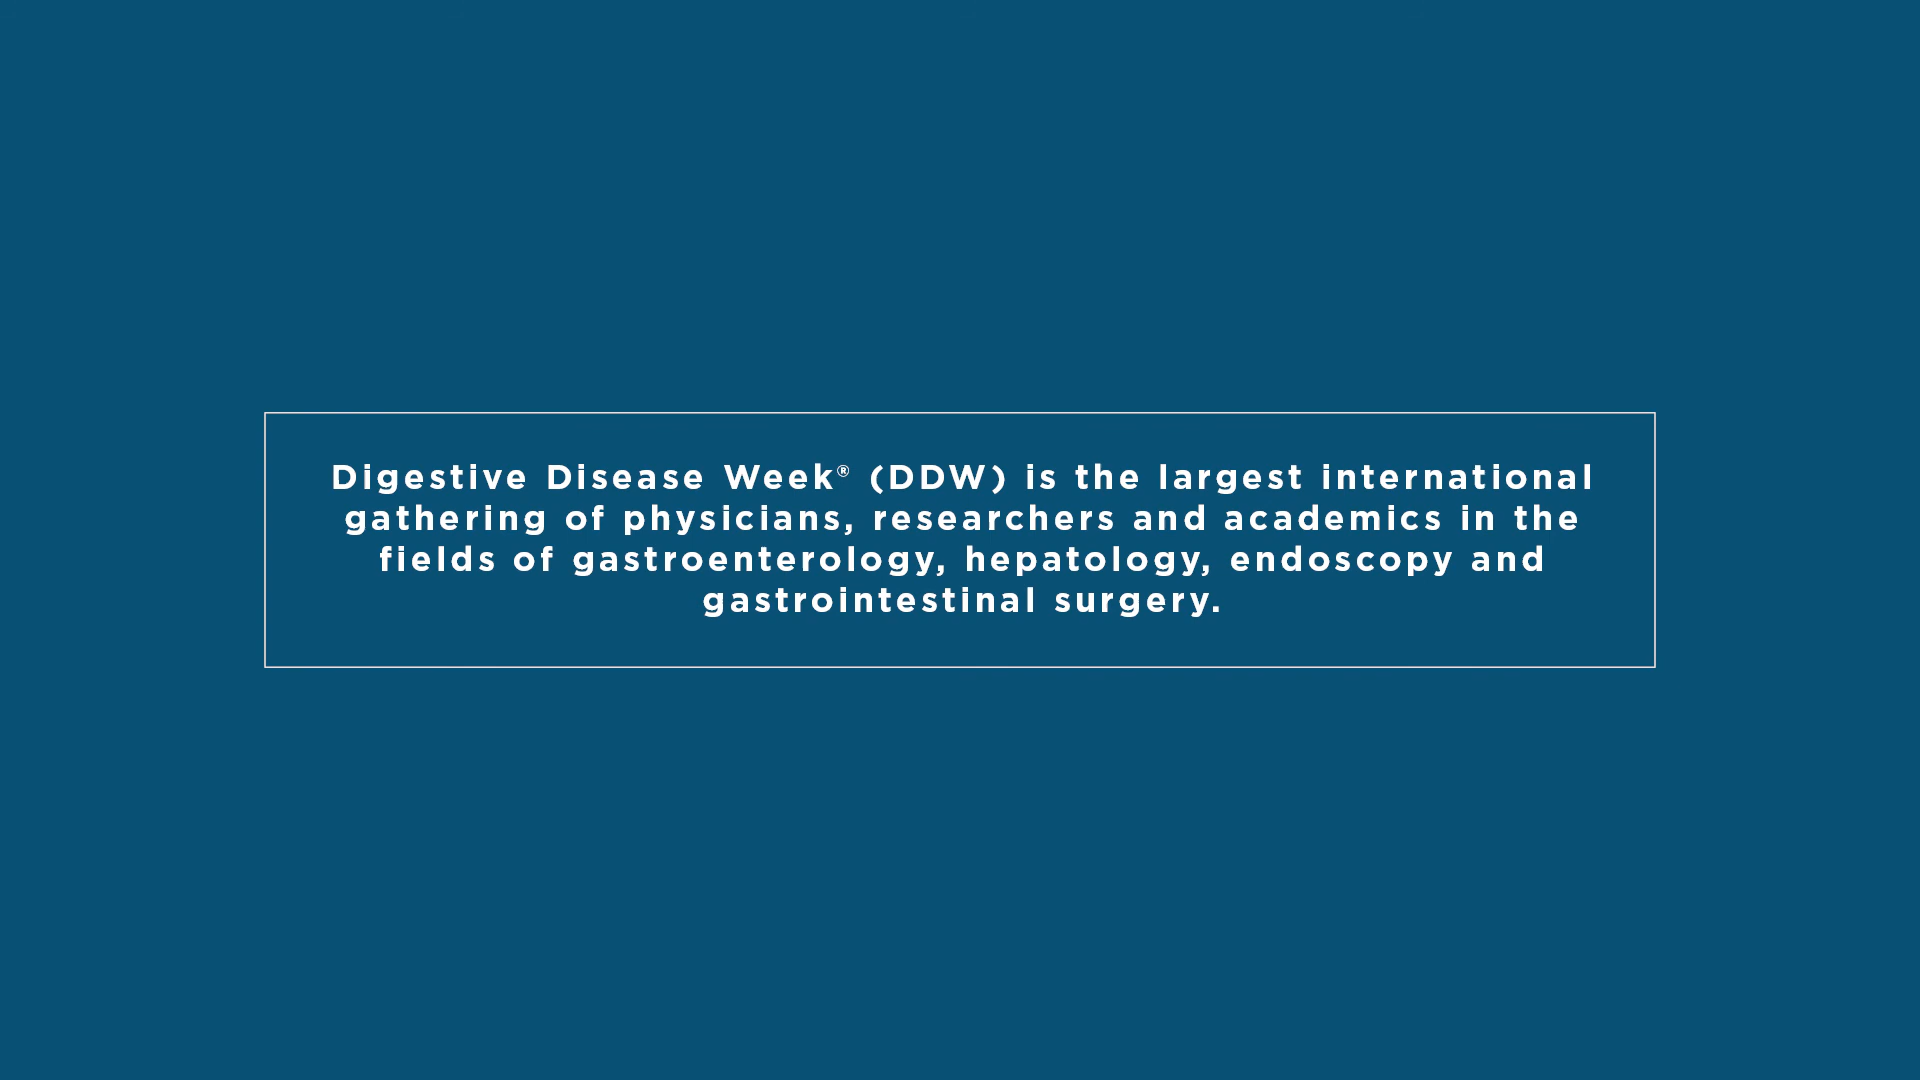 Digestive Disease Week® (DDW) is the largest international
gathering of physicians, researchers and academics in the
fields of gastroenterology, hepatology, endoscopy and
gastrointestinal surgery.